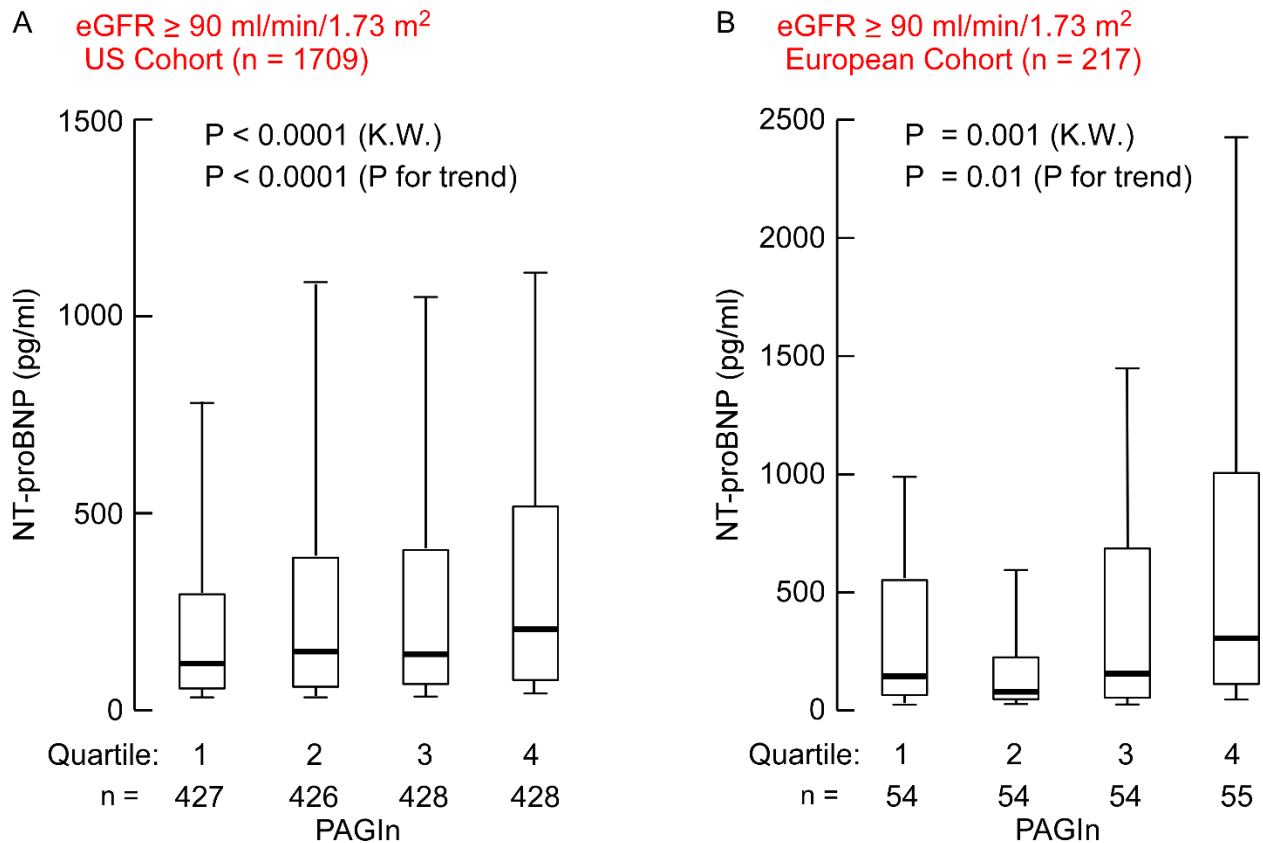 A eGFR ≥ 90 ml/min/1.73 m²
US Cohort (n = 1709)
P < 0.0001 (K.W.)
P < 0.0001 (P for trend)
NT-proBNP (pg/ml)
1500
1000
500
0
Quartile: 1 2 3 4
n = 427 426 428 428
PAGln
B eGFR ≥ 90 ml/min/1.73 m²
European Cohort (n = 217)
P = 0.001 (K.W.)
P = 0.01 (P for trend)
NT-proBNP (pg/ml)
2500
2000
1500
1000
500
0
1 2 3 4
54 54 54 55
PAGln